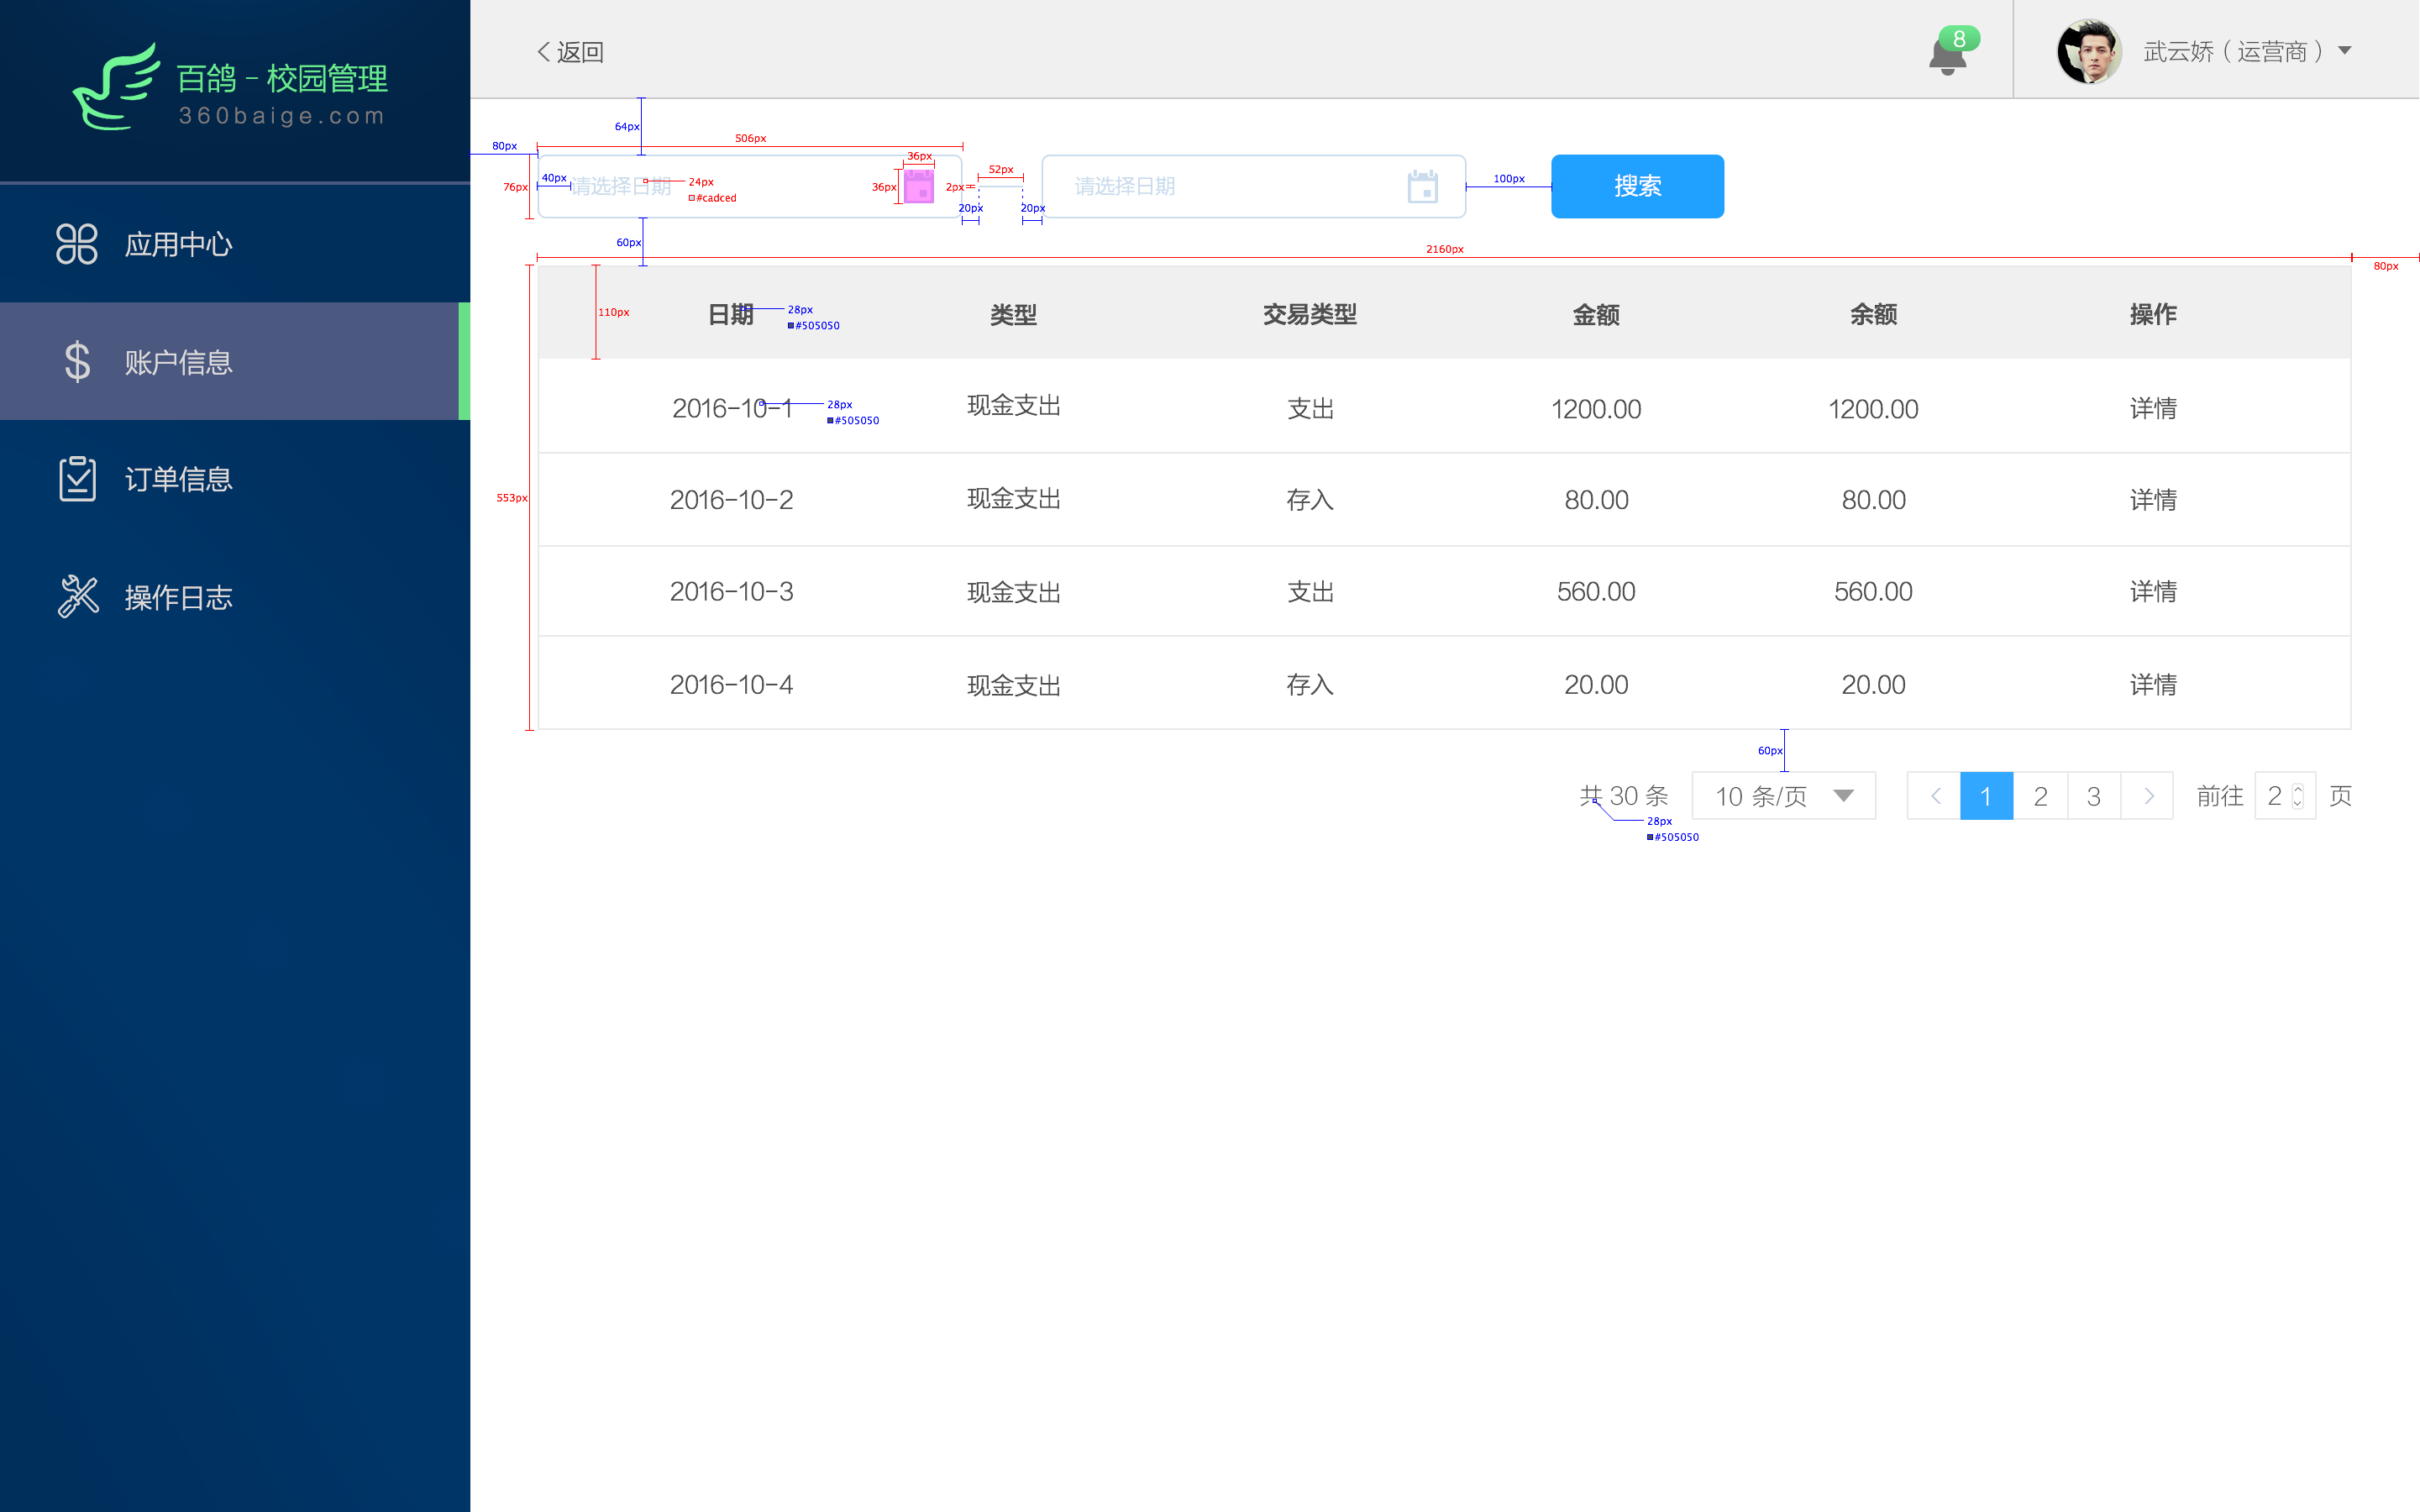 百鸽-校园管理
360baige.com
应用中心
账户信息
订单信息
操作日志
返回
8
武云娇（运营商）
64px
80px
506px
76px
40px
请选择日期
24px
#cadced
36px
36px
2px
52px
20px
20px
请选择日期
100px
搜索
60px
2160px
80px
110px
553px
日期 类型 交易类型 金额 余额 操作
28px
#505050
2016-10-1 现金支出 支出 1200.00 1200.00 详情
28px
#505050
2016-10-2 现金支出 存入 80.00 80.00 详情
2016-10-3 现金支出 支出 560.00 560.00 详情
2016-10-4 现金支出 存入 20.00 20.00 详情
60px
共 30 条 10 条/页 1 2 3 前往 2 页
28px
#505050